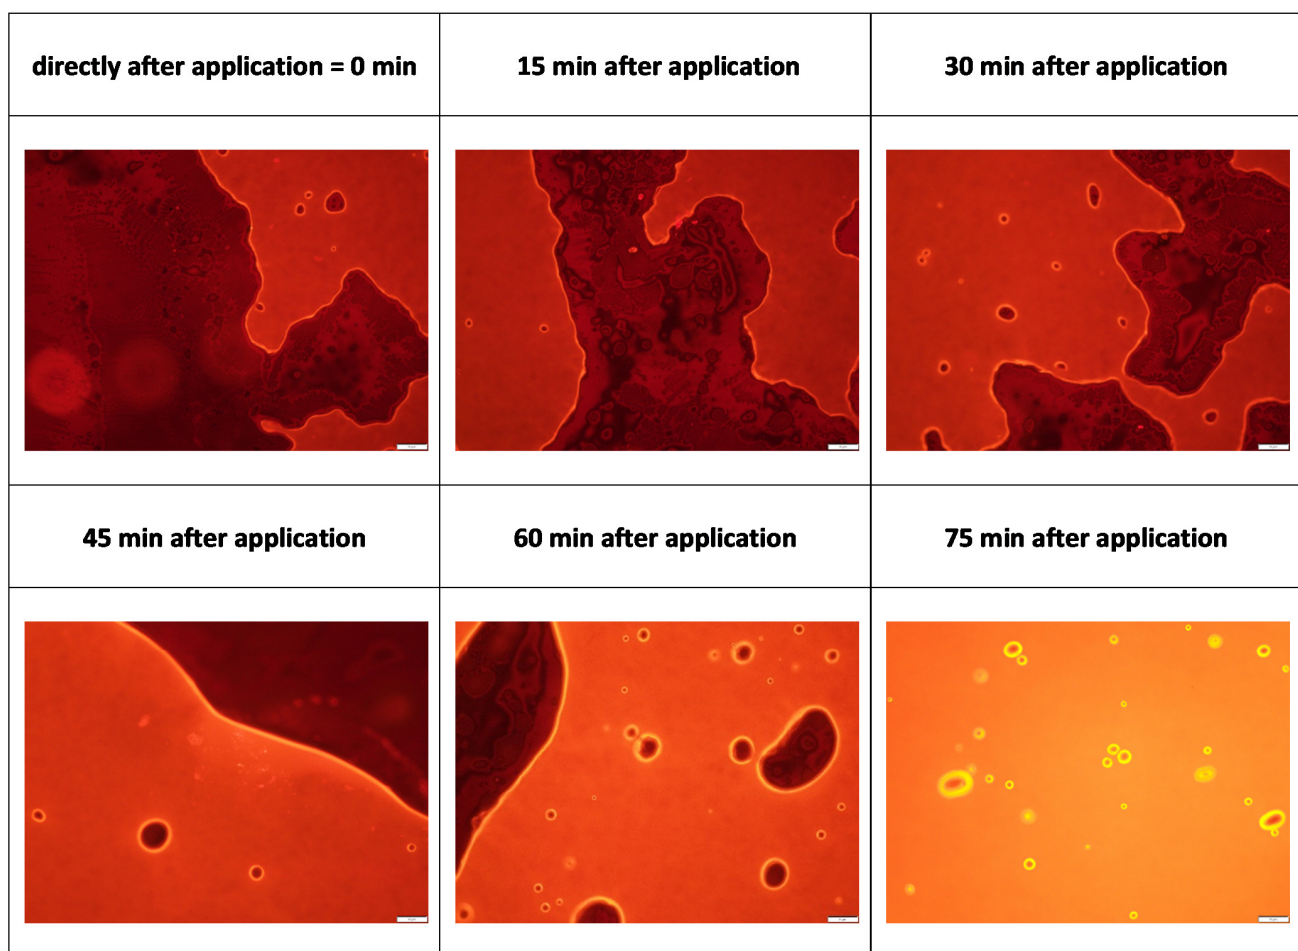 directly after application = 0 min
15 min after application
30 min after application
45 min after application
60 min after application
75 min after application